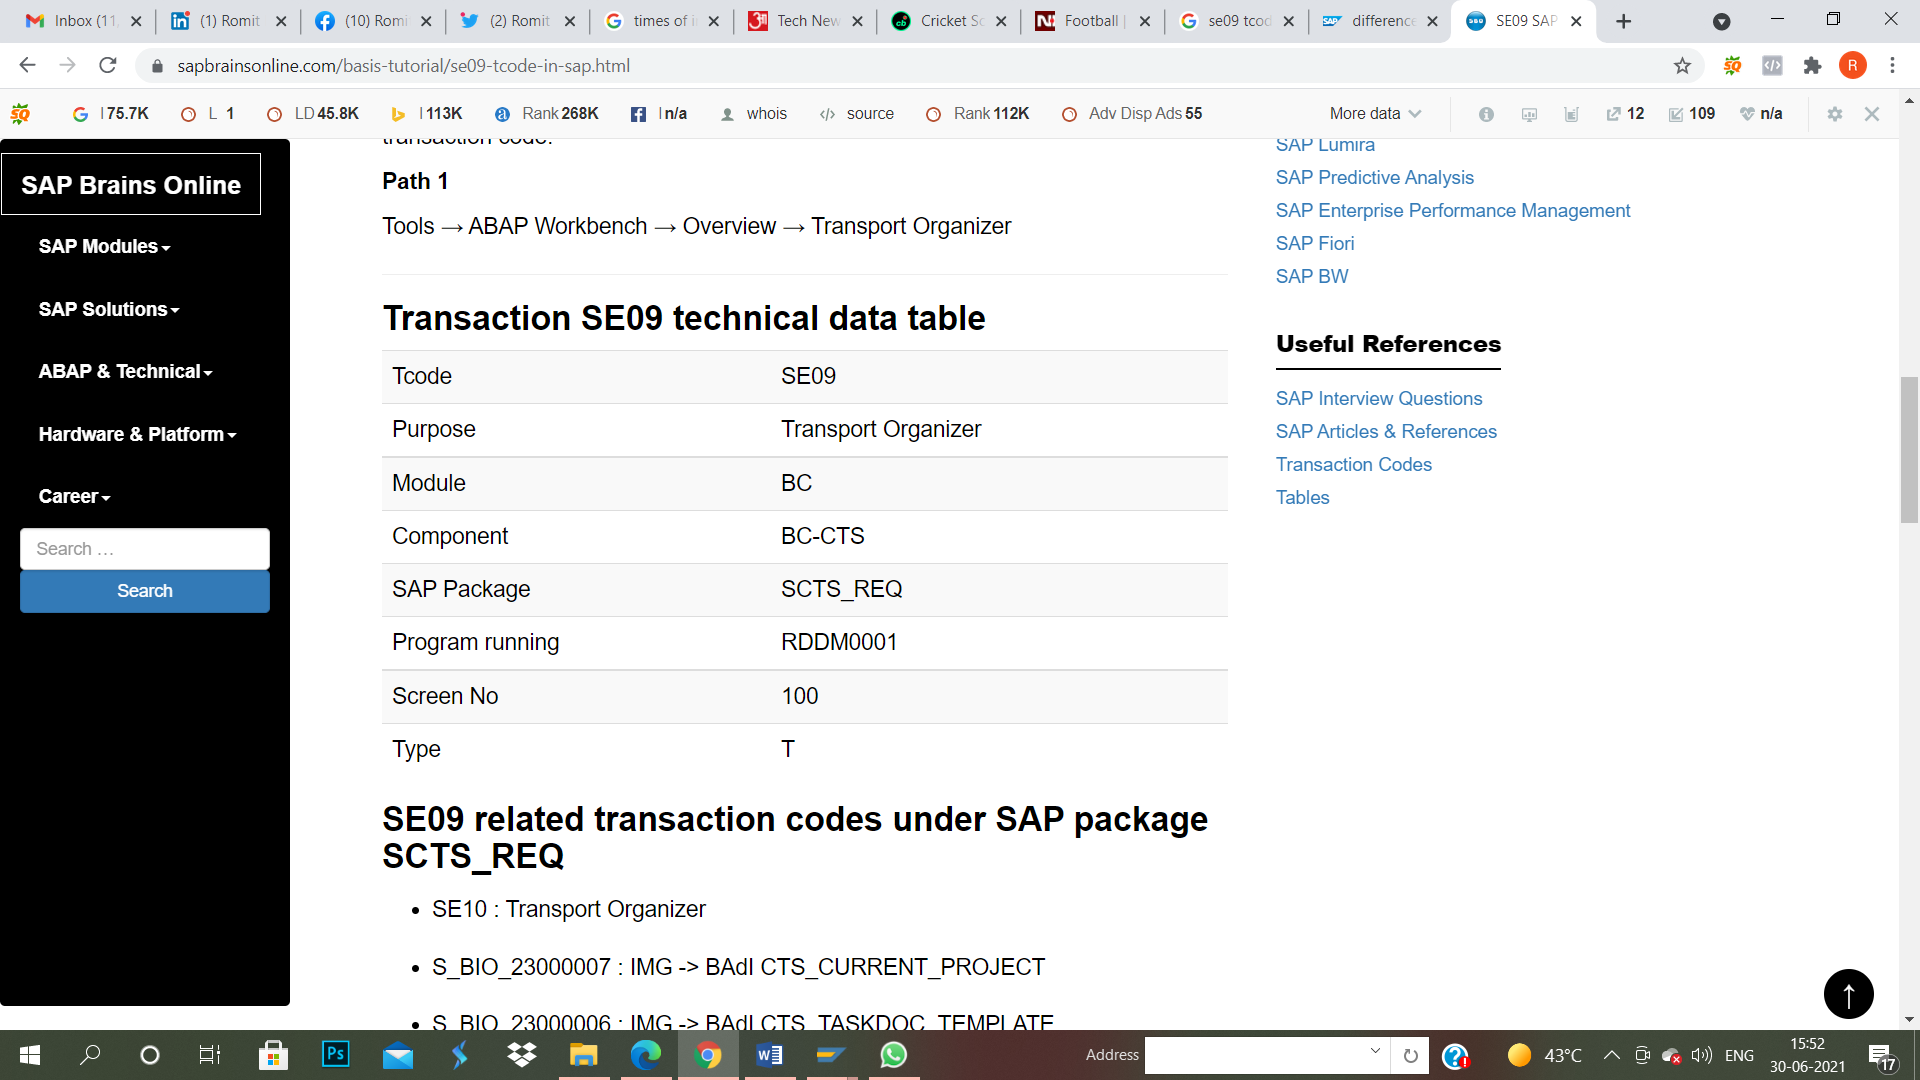 Inbox (11
(1) Romit
(10) Romi
(2) Romit
times of i
Tech New
Cricket Sc
Football |
se09 tcod
difference
SE09 SAP
sapbrainsonline.com/basis-tutorial/se09-tcode-in-sap.html
R
I 75.7K
L 1
LD 45.8K
I 113K
Rank 268K
I n/a
whois
source
Rank 112K
Adv Disp Ads 55
More data
12
109
n/a
SAP Brains Online
SAP Modules
SAP Solutions
ABAP & Technical
Hardware & Platform
Career
Search …
Search
transaction code.
Path 1
Tools → ABAP Workbench → Overview → Transport Organizer
Transaction SE09 technical data table
Tcode SE09
Purpose Transport Organizer
Module BC
Component BC-CTS
SAP Package SCTS_REQ
Program running RDDM0001
Screen No 100
Type T
SE09 related transaction codes under SAP package
SCTS_REQ
• SE10 : Transport Organizer
• S_BIO_23000007 : IMG -> BAdI CTS_CURRENT_PROJECT
• S_BIO_23000006 : IMG -> BAdI CTS_TASKDOC_TEMPLATE
SAP Lumira
SAP Predictive Analysis
SAP Enterprise Performance Management
SAP Fiori
SAP BW
Useful References
SAP Interview Questions
SAP Articles & References
Transaction Codes
Tables
Address
43°C
ENG
15:52
30-06-2021
17